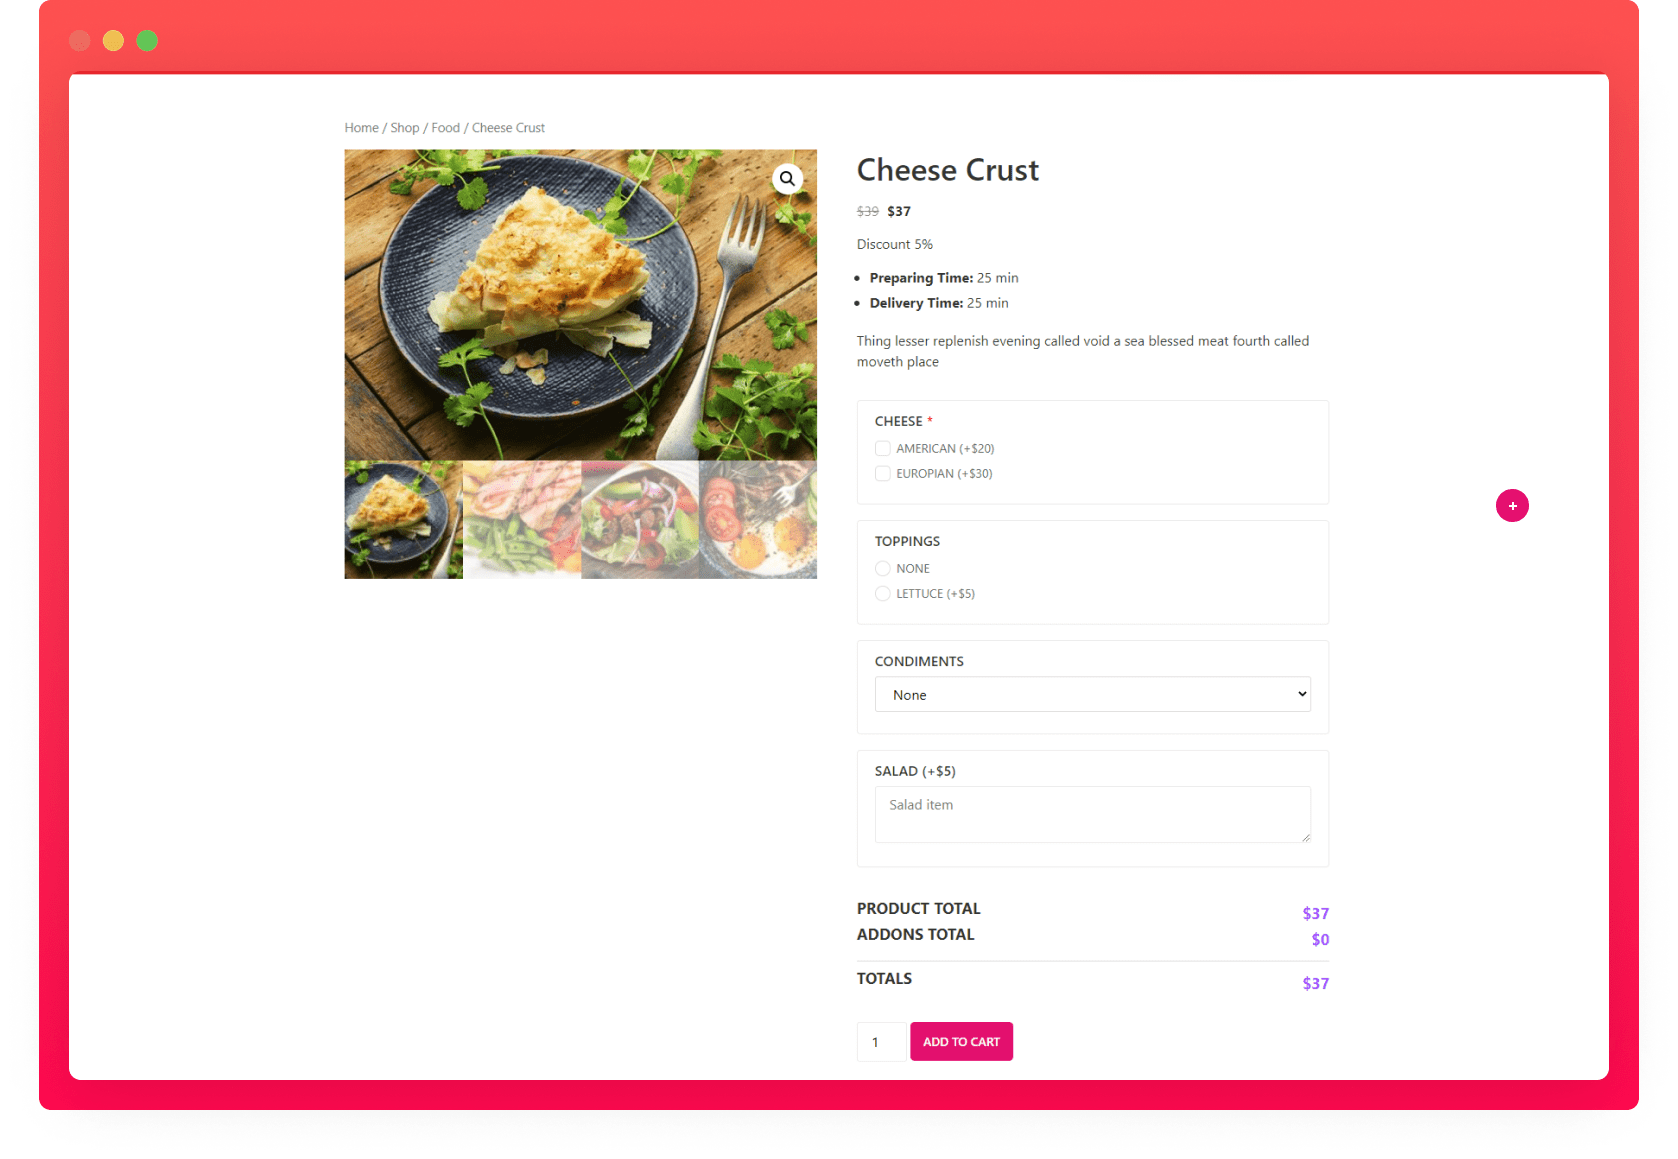 Home / Shop / Food / Cheese Crust
Cheese Crust
$39 $37
Discount 5%
Preparing Time: 25 min
Delivery Time: 25 min
Thing lesser replenish evening called void a sea blessed meat fourth called
moveth place
CHEESE *
AMERICAN (+$20)
EUROPIAN (+$30)
TOPPINGS
NONE
LETTUCE (+$5)
CONDIMENTS
None
SALAD (+$5)
Salad item
PRODUCT TOTAL $37
ADDONS TOTAL $0
TOTALS $37
1 ADD TO CART